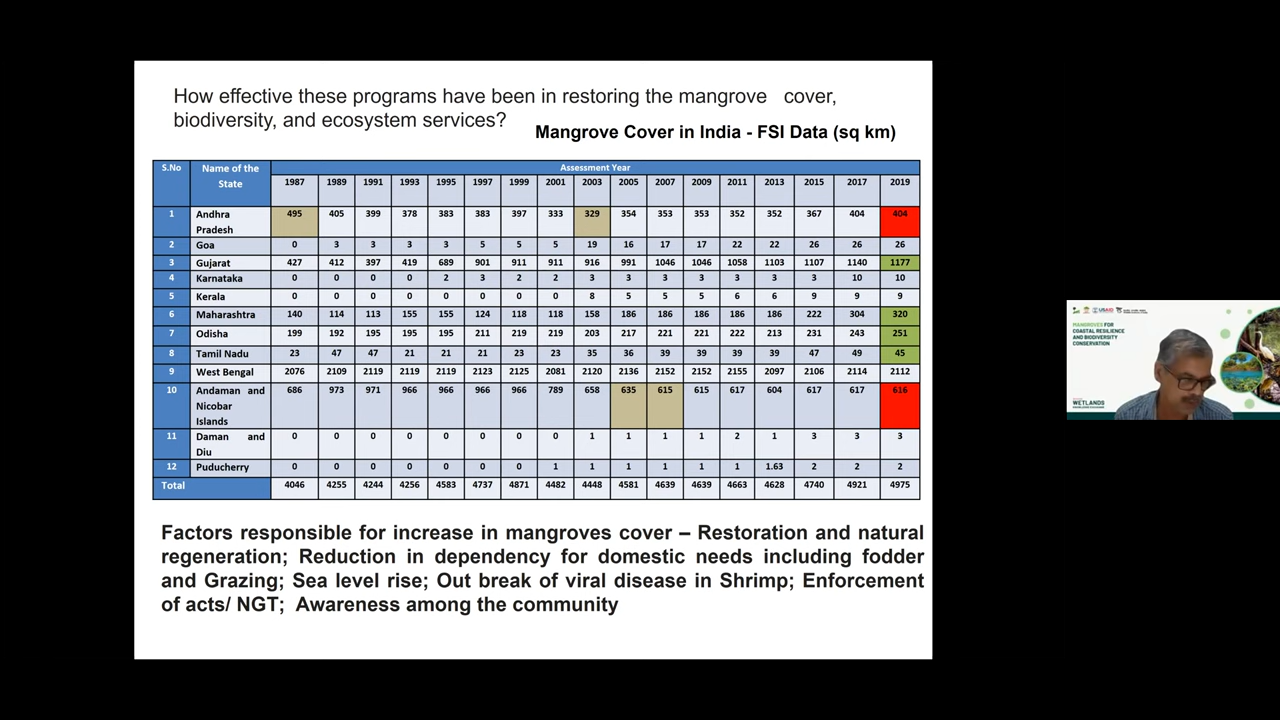 How effective these programs have been in restoring the mangrove cover,
biodiversity, and ecosystem services?
Mangrove Cover in India - FSI Data (sq km)
S.No Name of the State Assessment Year
1987 1989 1991 1993 1995 1997 1999 2001 2003 2005 2007 2009 2011 2013 2015 2017 2019
1 Andhra Pradesh 495 405 399 378 383 383 397 333 329 354 353 353 352 352 367 404 404
2 Goa 0 3 3 3 3 5 5 5 19 16 17 17 22 22 26 26 26
3 Gujarat 427 412 397 419 689 901 911 911 916 991 1046 1046 1058 1103 1107 1140 1177
4 Karnataka 0 0 0 0 2 3 2 2 3 3 3 3 3 3 3 10 10
5 Kerala 0 0 0 0 0 0 0 0 8 5 5 5 6 6 9 9 9
6 Maharashtra 140 114 113 155 155 124 118 118 158 186 186 186 186 186 222 304 320
7 Odisha 199 192 195 195 195 211 219 219 203 217 221 221 222 213 231 243 251
8 Tamil Nadu 23 47 47 21 21 21 23 23 35 36 39 39 39 39 47 49 45
9 West Bengal 2076 2109 2119 2119 2119 2123 2125 2081 2120 2136 2152 2152 2155 2097 2106 2114 2112
10 Andaman and Nicobar Islands 686 973 971 966 966 966 966 789 658 635 615 615 617 604 617 617 616
11 Daman and Diu 0 0 0 0 0 0 0 0 1 1 1 1 2 1 3 3 3
12 Puducherry 0 0 0 0 0 0 0 1 1 1 1 1 1 1.63 2 2 2
Total 4046 4255 4244 4256 4583 4737 4871 4482 4448 4581 4639 4639 4663 4628 4740 4921 4975
Factors responsible for increase in mangroves cover – Restoration and natural
regeneration; Reduction in dependency for domestic needs including fodder
and Grazing; Sea level rise; Out break of viral disease in Shrimp; Enforcement
of acts/ NGT; Awareness among the community
USAID
MANGROVES FOR
COASTAL RESILIENCE
AND BIODIVERSITY
CONSERVATION
WETLANDS